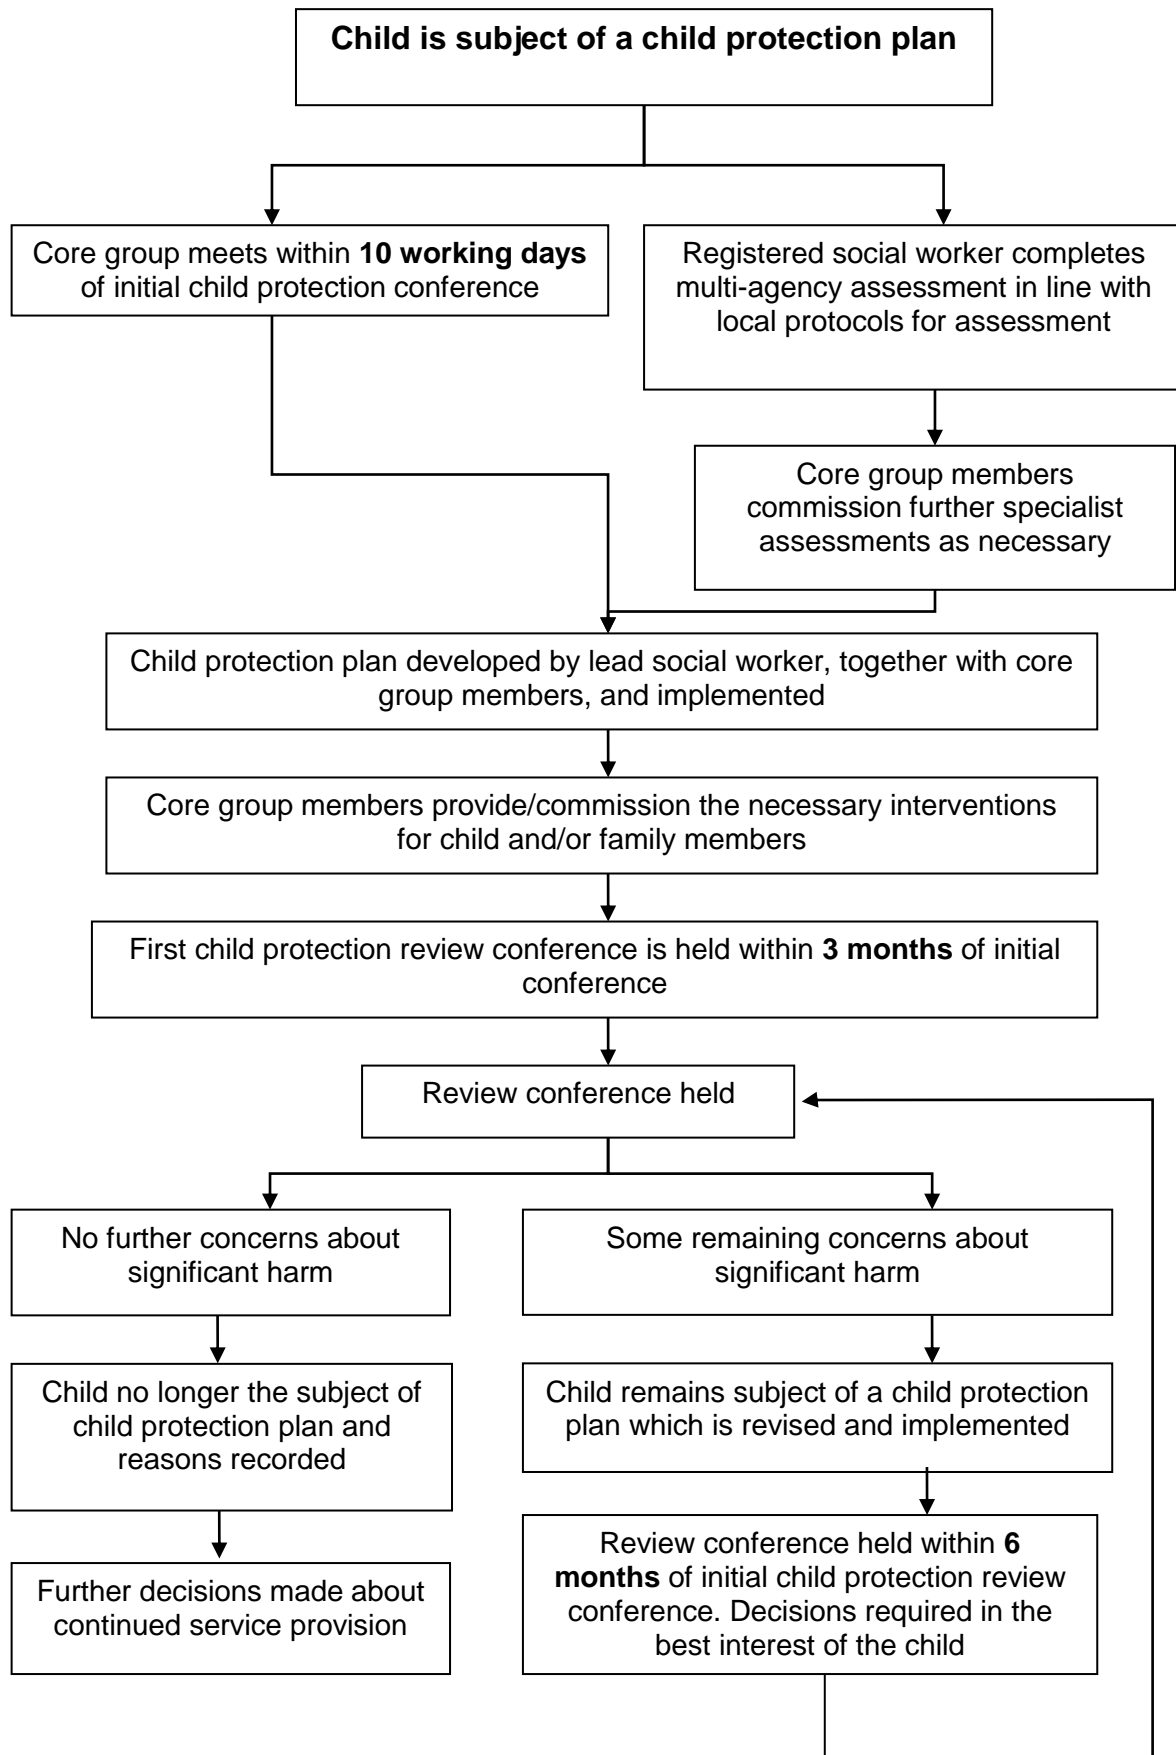 Child is subject of a child protection plan
Core group meets within 10 working days
of initial child protection conference
Registered social worker completes
multi-agency assessment in line with
local protocols for assessment
Core group members
commission further specialist
assessments as necessary
Child protection plan developed by lead social worker, together with core
group members, and implemented
Core group members provide/commission the necessary interventions
for child and/or family members
First child protection review conference is held within 3 months of initial
conference
Review conference held
No further concerns about
significant harm
Some remaining concerns about
significant harm
Child no longer the subject of
child protection plan and
reasons recorded
Child remains subject of a child protection
plan which is revised and implemented
Further decisions made about
continued service provision
Review conference held within 6
months of initial child protection review
conference. Decisions required in the
best interest of the child